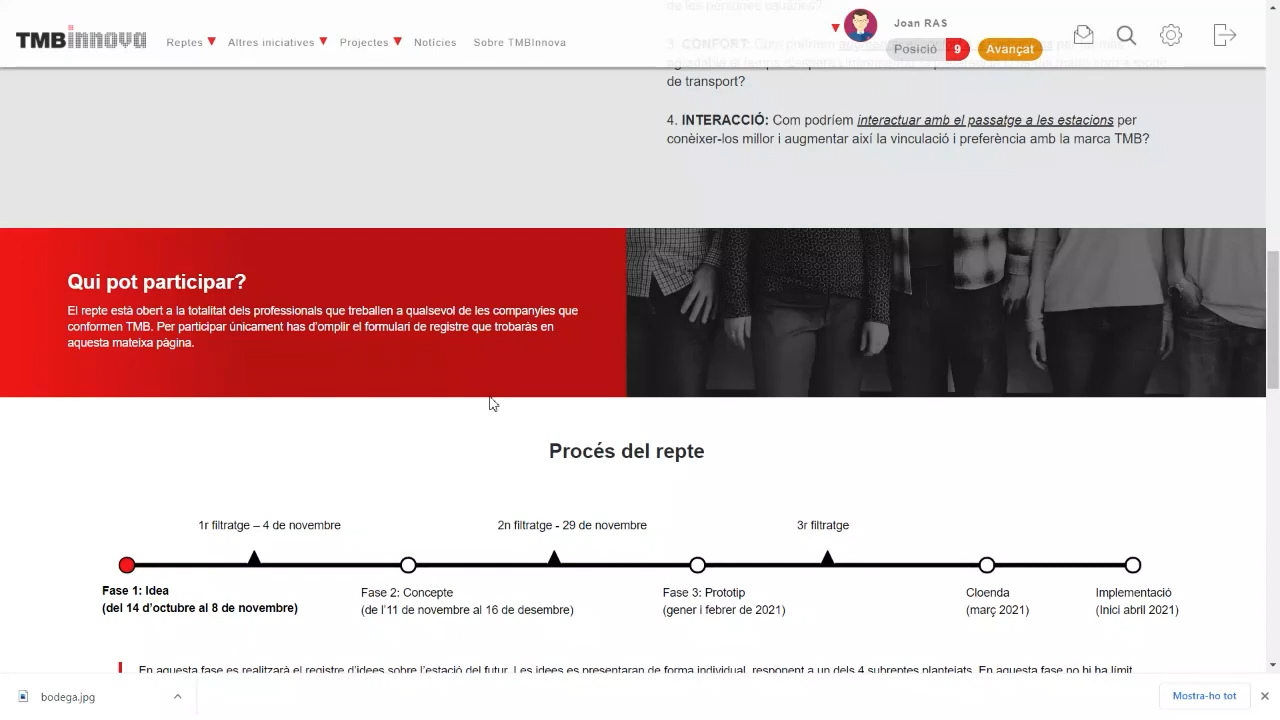 TMBinnova
Reptes
Altres iniciatives
Projectes
Notícies
Sobre TMBInnova
Joan RAS
Posició 9
Avançat
3. CONFORT: Com podríem
de transport?
4. INTERACCIÓ: Com podríem interactuar amb el passatge a les estacions per
conèixer-los millor i augmentar així la vinculació i preferència amb la marca TMB?
Qui pot participar?
El repte està obert a la totalitat dels professionals que treballen a qualsevol de les companyies que
conformen TMB. Per participar únicament has d'omplir el formulari de registre que trobaràs en
aquesta mateixa pàgina.
Procés del repte
1r filtratge – 4 de novembre
2n filtratge - 29 de novembre
3r filtratge
Fase 1: Idea
(del 14 d'octubre al 8 de novembre)
Fase 2: Concepte
(de l'11 de novembre al 16 de desembre)
Fase 3: Prototip
(gener i febrer de 2021)
Cloenda
(març 2021)
Implementació
(Inici abril 2021)
En aquesta fase es realitzarà el registre d'idees sobre l'estació del futur. Les idees es presentaran de forma individual, responent a un dels 4 subreptes plantejats. En aquesta fase no hi ha límit
bodega.jpg
Mostra-ho tot